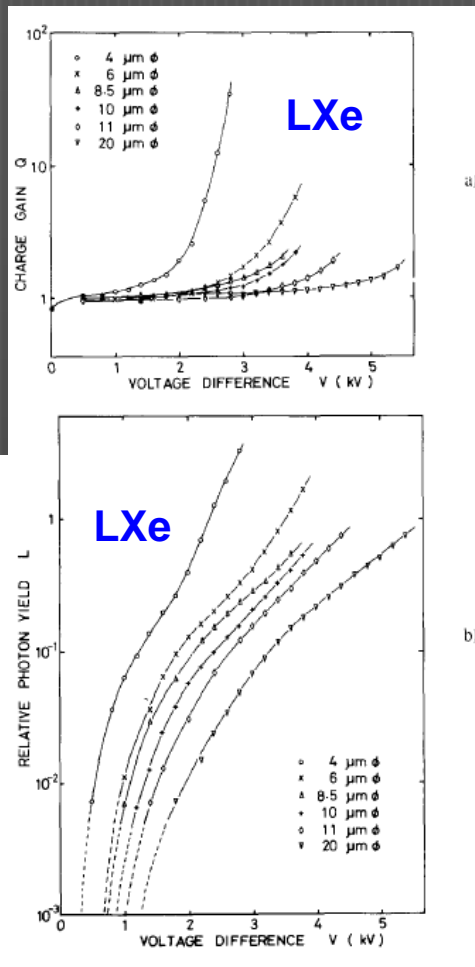 10²
10
1
CHARGE GAIN Q
○ 4 μm ϕ
× 6 μm ϕ
△ 8·5 μm ϕ
+ 10 μm ϕ
◇ 11 μm ϕ
▽ 20 μm ϕ
LXe
a)
0 1 2 3 4 5
VOLTAGE DIFFERENCE V ( kV )
LXe
1
10⁻¹
10⁻²
10⁻³
RELATIVE PHOTON YIELD L
b)
○ 4 μm ϕ
× 6 μm ϕ
△ 8·5 μm ϕ
+ 10 μm ϕ
◇ 11 μm ϕ
▽ 20 μm ϕ
0 1 2 3 4 5
VOLTAGE DIFFERENCE V ( kV )